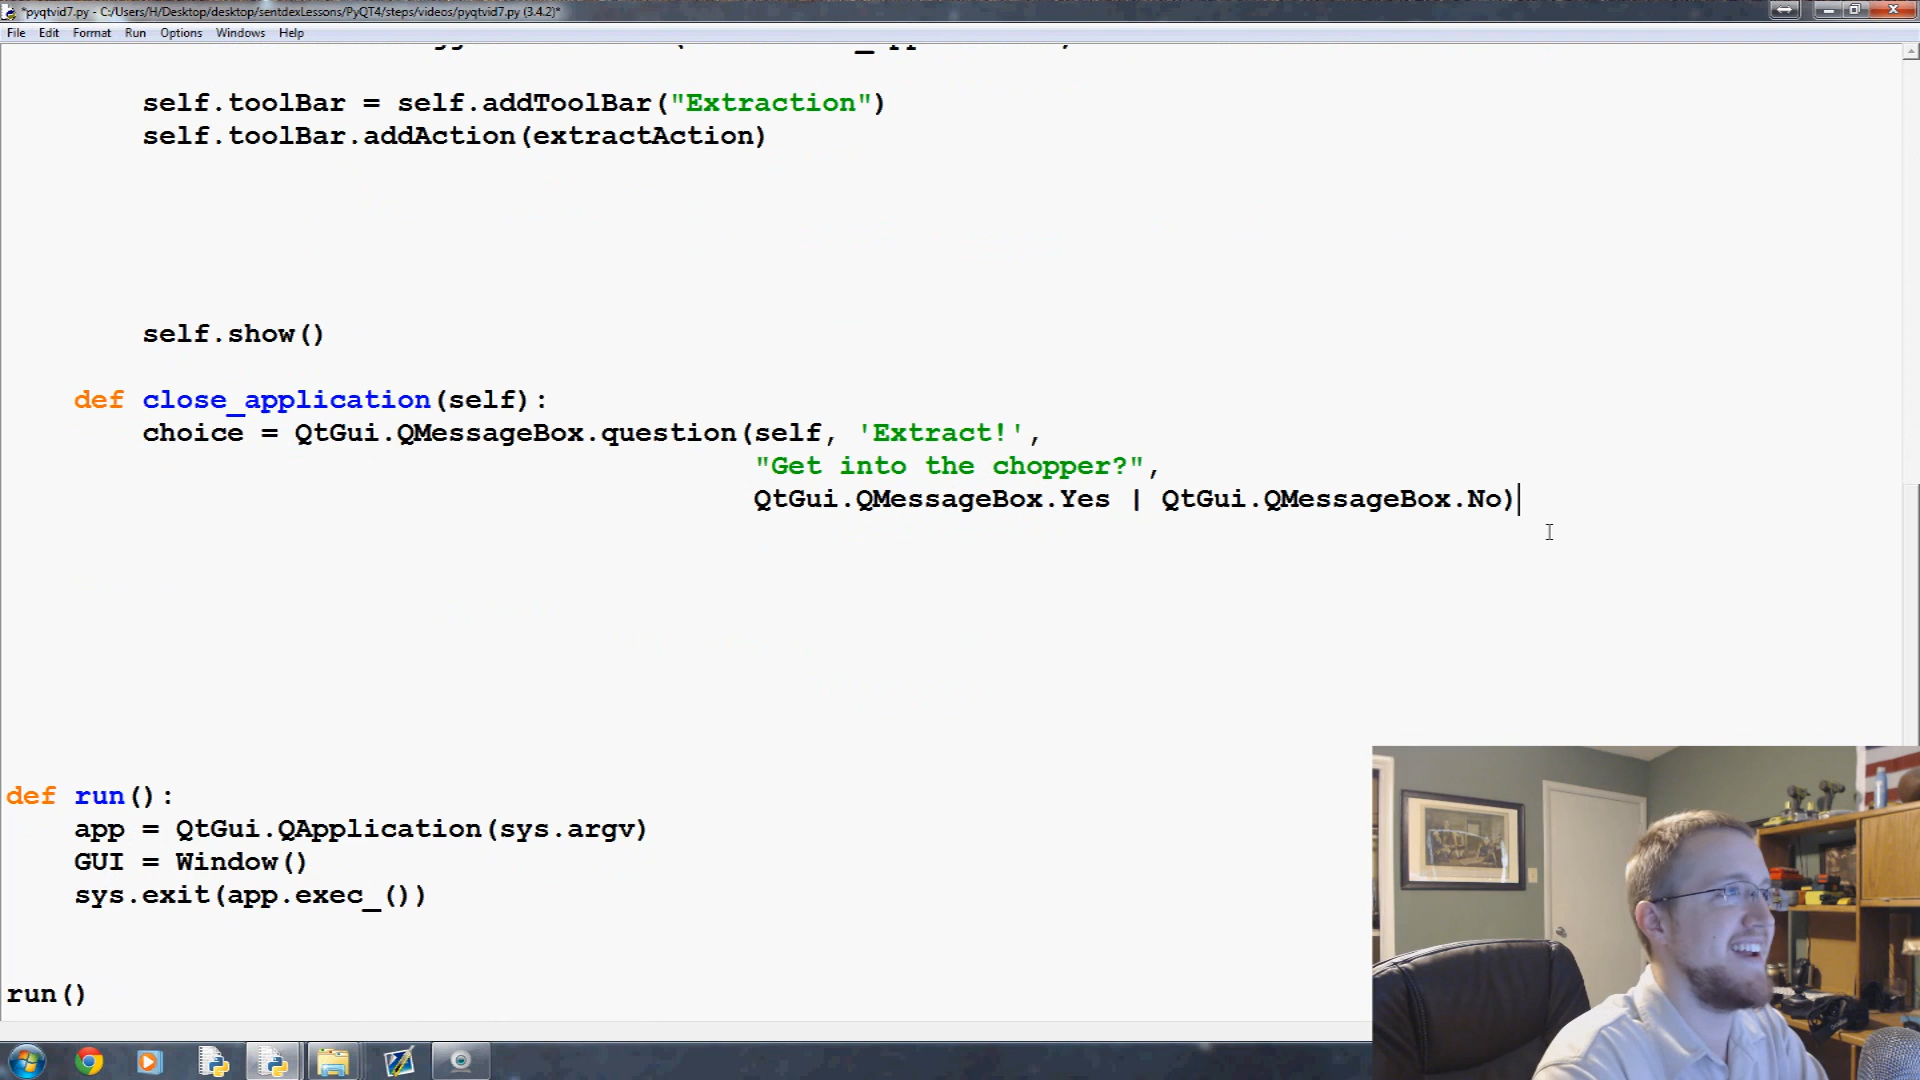 *pyqtvid7.py - C:/Users/H/Desktop/desktop/sentdexLessons/PyQT4/steps/videos/pyqtvid7.py (3.4.2)*
File Edit Format Run Options Windows Help
self.toolBar = self.addToolBar("Extraction")
self.toolBar.addAction(extractAction)
self.show()
def close_application(self):
choice = QtGui.QMessageBox.question(self, 'Extract!',
"Get into the chopper?",
QtGui.QMessageBox.Yes | QtGui.QMessageBox.No)
def run():
app = QtGui.QApplication(sys.argv)
GUI = Window()
sys.exit(app.exec_())
run()